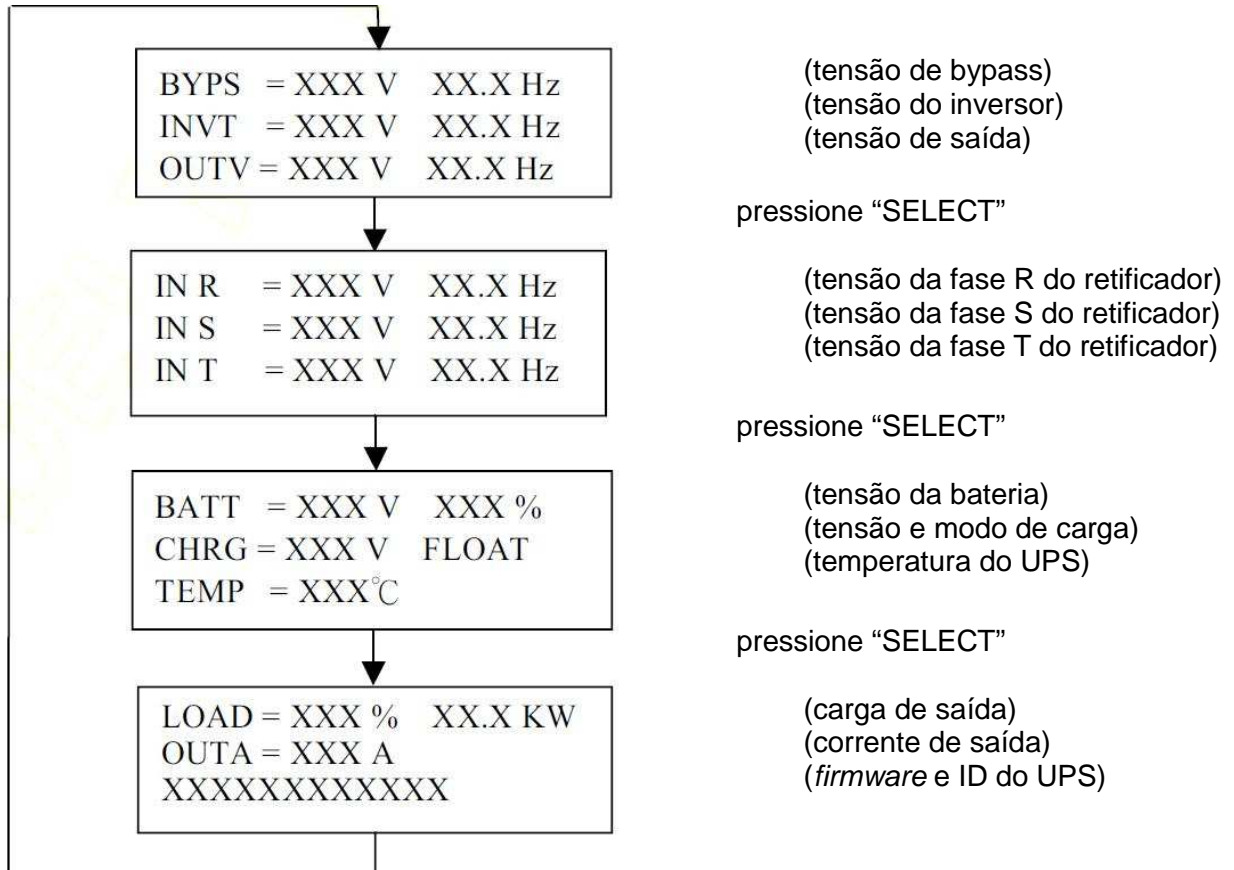 BYPS = XXX V XX.X Hz (tensão de bypass)
INVT = XXX V XX.X Hz (tensão do inversor)
OUTV = XXX V XX.X Hz (tensão de saída)
pressione “SELECT”
IN R = XXX V XX.X Hz (tensão da fase R do retificador)
IN S = XXX V XX.X Hz (tensão da fase S do retificador)
IN T = XXX V XX.X Hz (tensão da fase T do retificador)
pressione “SELECT”
BATT = XXX V XXX % (tensão da bateria)
CHRG = XXX V FLOAT (tensão e modo de carga)
TEMP = XXX℃ (temperatura do UPS)
pressione “SELECT”
LOAD = XXX % XX.X KW (carga de saída)
OUTA = XXX A (corrente de saída)
XXXXXXXXXXXX (firmware e ID do UPS)